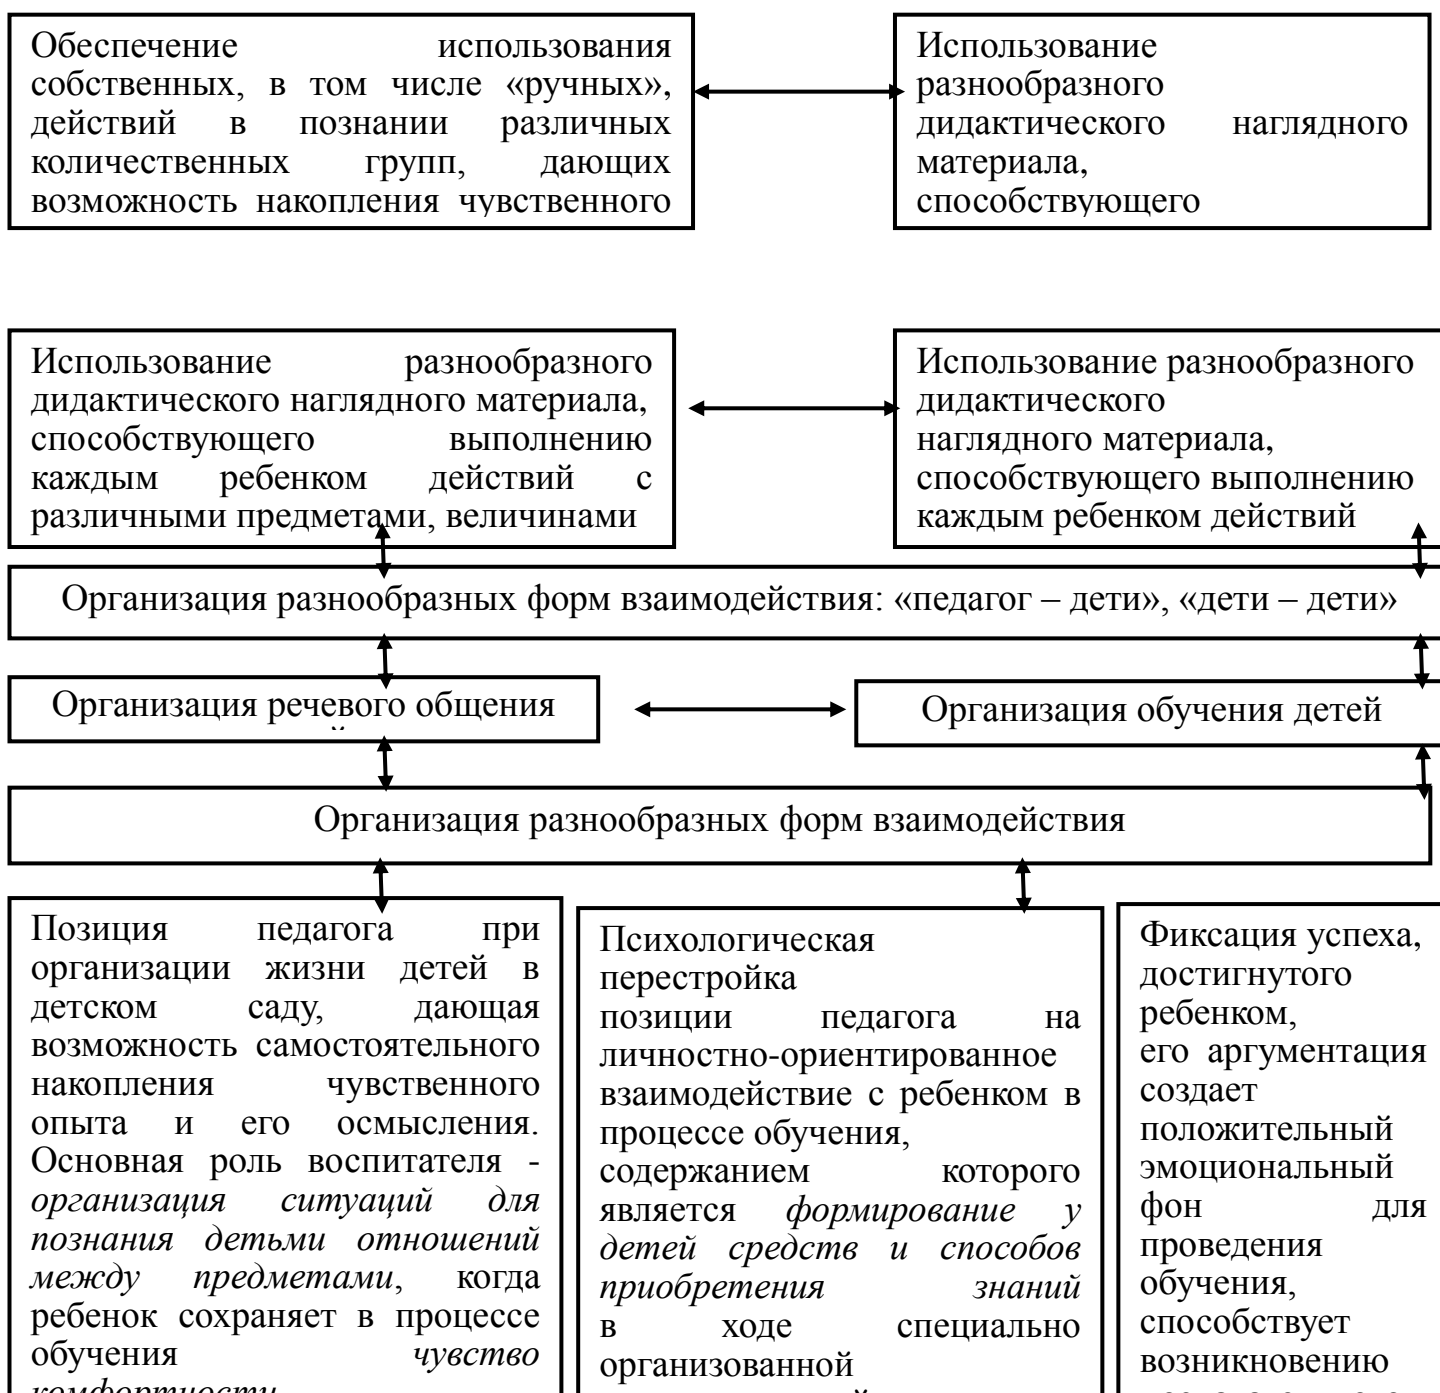 Обеспечение использования
собственных, в том числе «ручных»,
действий в познании различных
количественных групп, дающих
возможность накопления чувственного
Использование
разнообразного
дидактического наглядного
материала,
способствующего
Использование разнообразного
дидактического наглядного материала,
способствующего выполнению
каждым ребенком действий с
различными предметами, величинами
Использование разнообразного
дидактического
наглядного материала,
способствующего выполнению
каждым ребенком действий
Организация разнообразных форм взаимодействия: «педагог – дети», «дети – дети»
Организация речевого общения
Организация обучения детей
Организация разнообразных форм взаимодействия
Позиция педагога при
организации жизни детей в
детском саду, дающая
возможность самостоятельного
накопления чувственного
опыта и его осмысления.
Основная роль воспитателя -
организация ситуаций для
познания детьми отношений
между предметами, когда
ребенок сохраняет в процессе
обучения чувство
комфортности
Психологическая
перестройка
позиции педагога на
личностно-ориентированное
взаимодействие с ребенком в
процессе обучения,
содержанием которого
является формирование у
детей средств и способов
приобретения знаний
в ходе специально
организованной
Фиксация успеха,
достигнутого
ребенком,
его аргументация
создает
положительный
эмоциональный
фон для
проведения
обучения,
способствует
возникновению